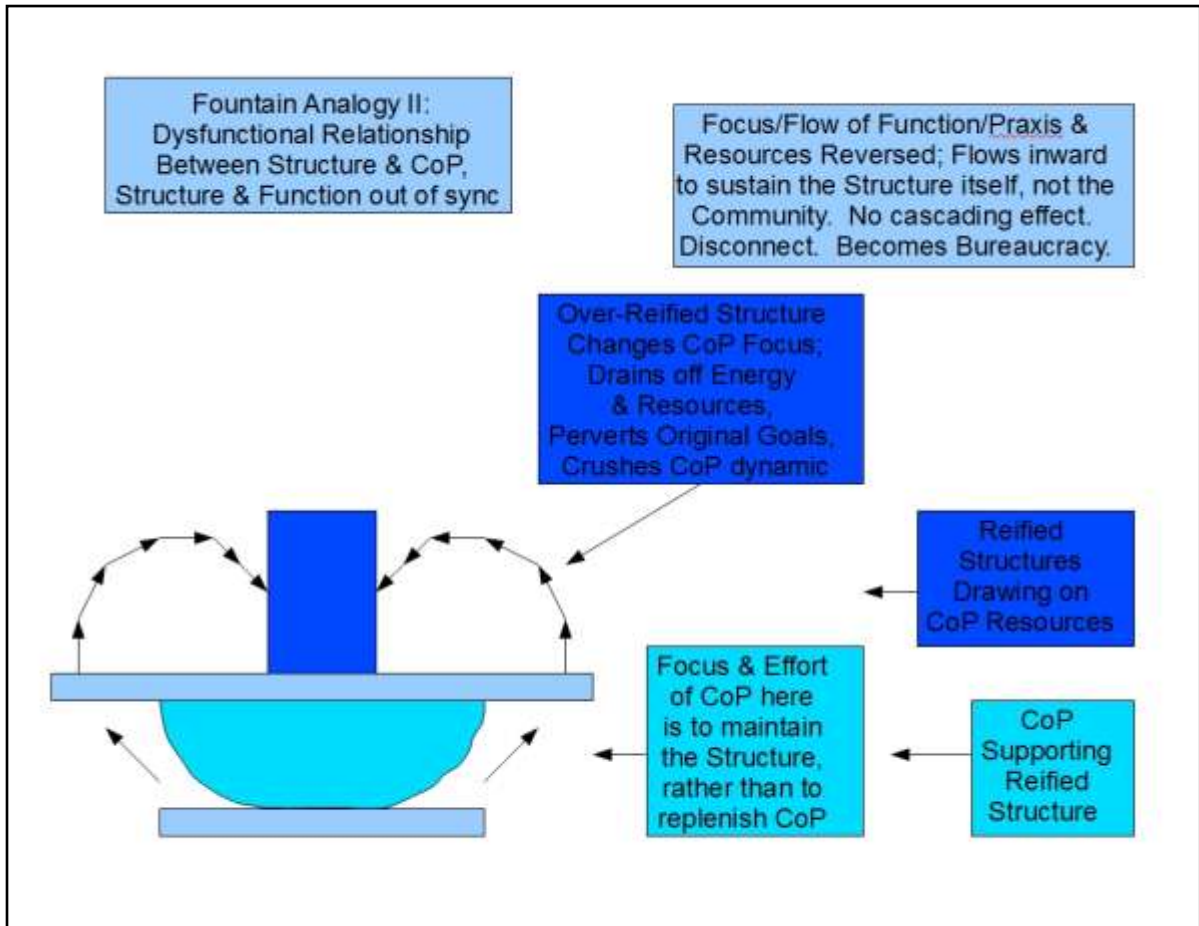 Fountain Analogy II:
Dysfunctional Relationship
Between Structure & CoP,
Structure & Function out of sync
Focus/Flow of Function/Praxis &
Resources Reversed; Flows inward
to sustain the Structure itself, not the
Community. No cascading effect.
Disconnect. Becomes Bureaucracy.
Over-Reified Structure
Changes CoP Focus;
Drains off Energy
& Resources,
Perverts Original Goals,
Crushes CoP dynamic
Reified
Structures
Drawing on
CoP Resources
Focus & Effort
of CoP here
is to maintain
the Structure,
rather than to
replenish CoP
CoP
Supporting
Reified
Structure